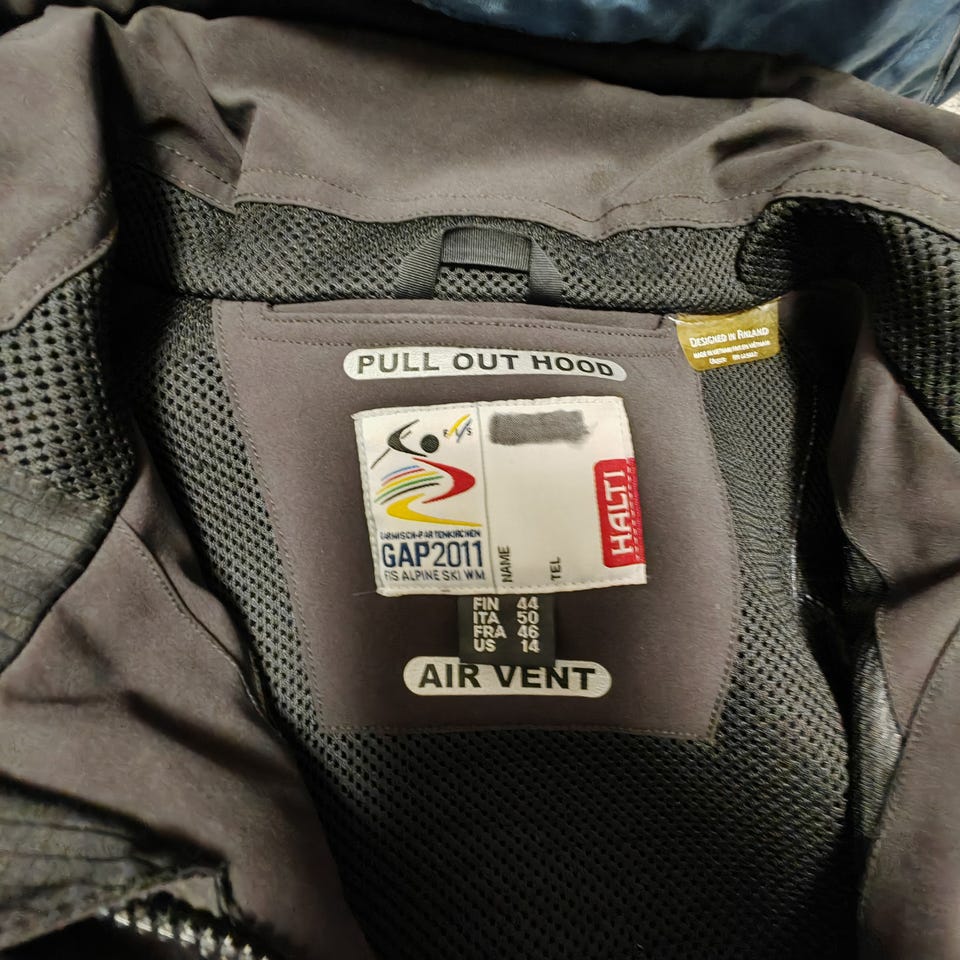 DESIGNED IN FINLAND
PULL OUT HOOD
FIS
HALTI
GARMISCH-PARTENKIRCHEN
GAP2011
FIS ALPINE SKI WM
NAME
TEL
FIN 44
ITA 50
FRA 46
US 14
AIR VENT